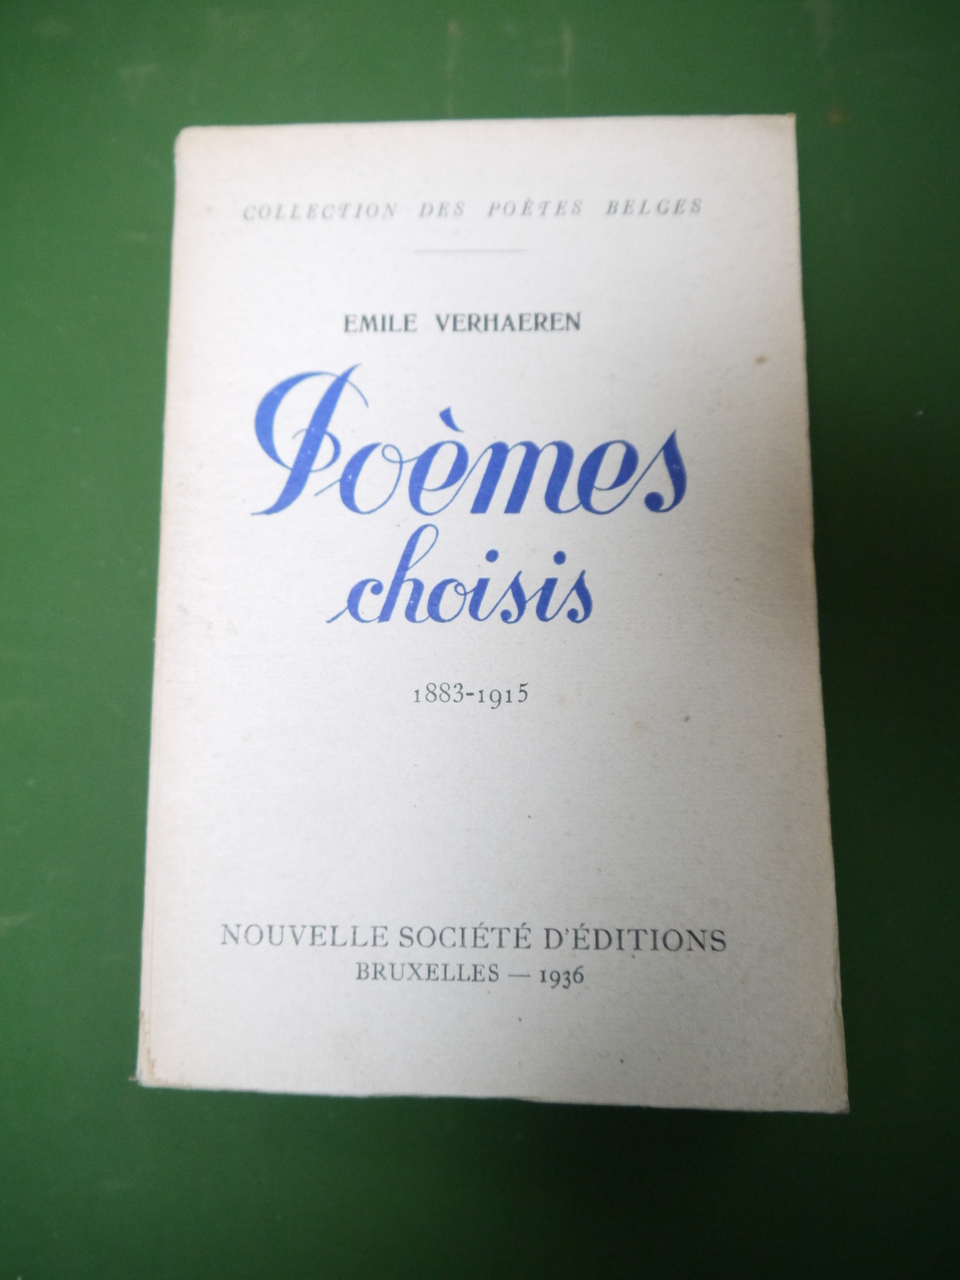 COLLECTION DES POÈTES BELGES
EMILE VERHAEREN
Poèmes
choisis
1883-1915
NOUVELLE SOCIÉTÉ D'ÉDITIONS
BRUXELLES — 1936